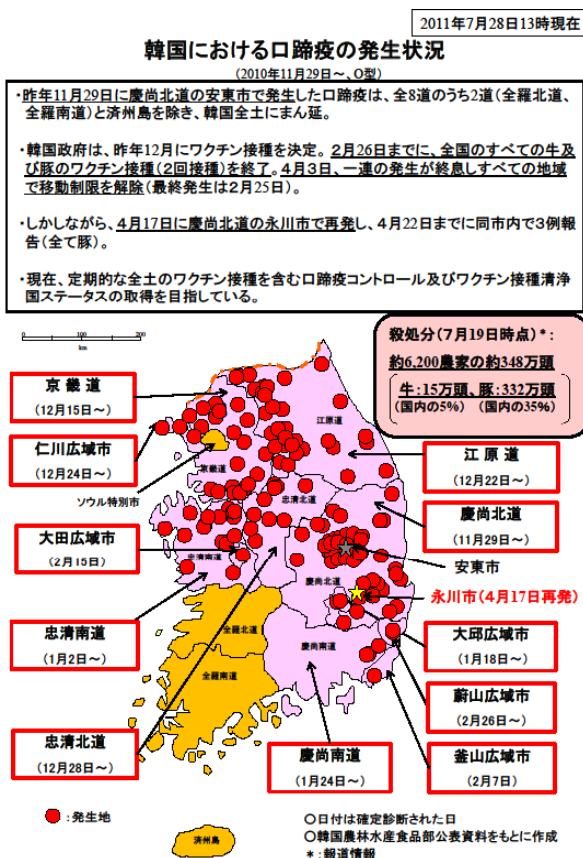 2011年7月28日13時現在
韓国における口蹄疫の発生状況
(2010年11月29日～、O型)
・昨年11月29日に慶尚北道の安東市で発生した口蹄疫は、全8道のうち2道(全羅北道、
全羅南道)と済州島を除き、韓国全土にまん延。
・韓国政府は、昨年12月にワクチン接種を決定。２月26日までに、全国のすべての牛及
び豚のワクチン接種(２回接種)を終了。４月３日、一連の発生が終息しすべての地域
で移動制限を解除(最終発生は２月25日)。
・しかしながら、４月17日に慶尚北道の永川市で再発し、４月22日までに同市内で３例報
告(全て豚)。
・現在、定期的な全土のワクチン接種を含む口蹄疫コントロール及びワクチン接種清浄
国ステータスの取得を目指している。
0 100 200
km
殺処分(７月19日時点)*：
約6,200農家の約348万頭
牛：15万頭、豚：332万頭
(国内の5%) (国内の35%)
京畿道
(12月15日～)
仁川広域市
(12月24日～)
ソウル特別市
大田広域市
(２月15日)
忠清南道
(１月２日～)
忠清北道
(12月28日～)
江原道
京畿道
忠清北道
忠清南道
慶尚北道
全羅北道
慶尚南道
全羅南道
江原道
(12月22日～)
慶尚北道
(11月29日～)
安東市
永川市(４月17日再発)
大邱広域市
(１月18日～)
蔚山広域市
(２月26日～)
釜山広域市
(２月７日)
慶尚南道
(１月24日～)
：発生地
済州島
○日付は確定診断された日
○韓国農林水産食品部公表資料をもとに作成
*：報道情報